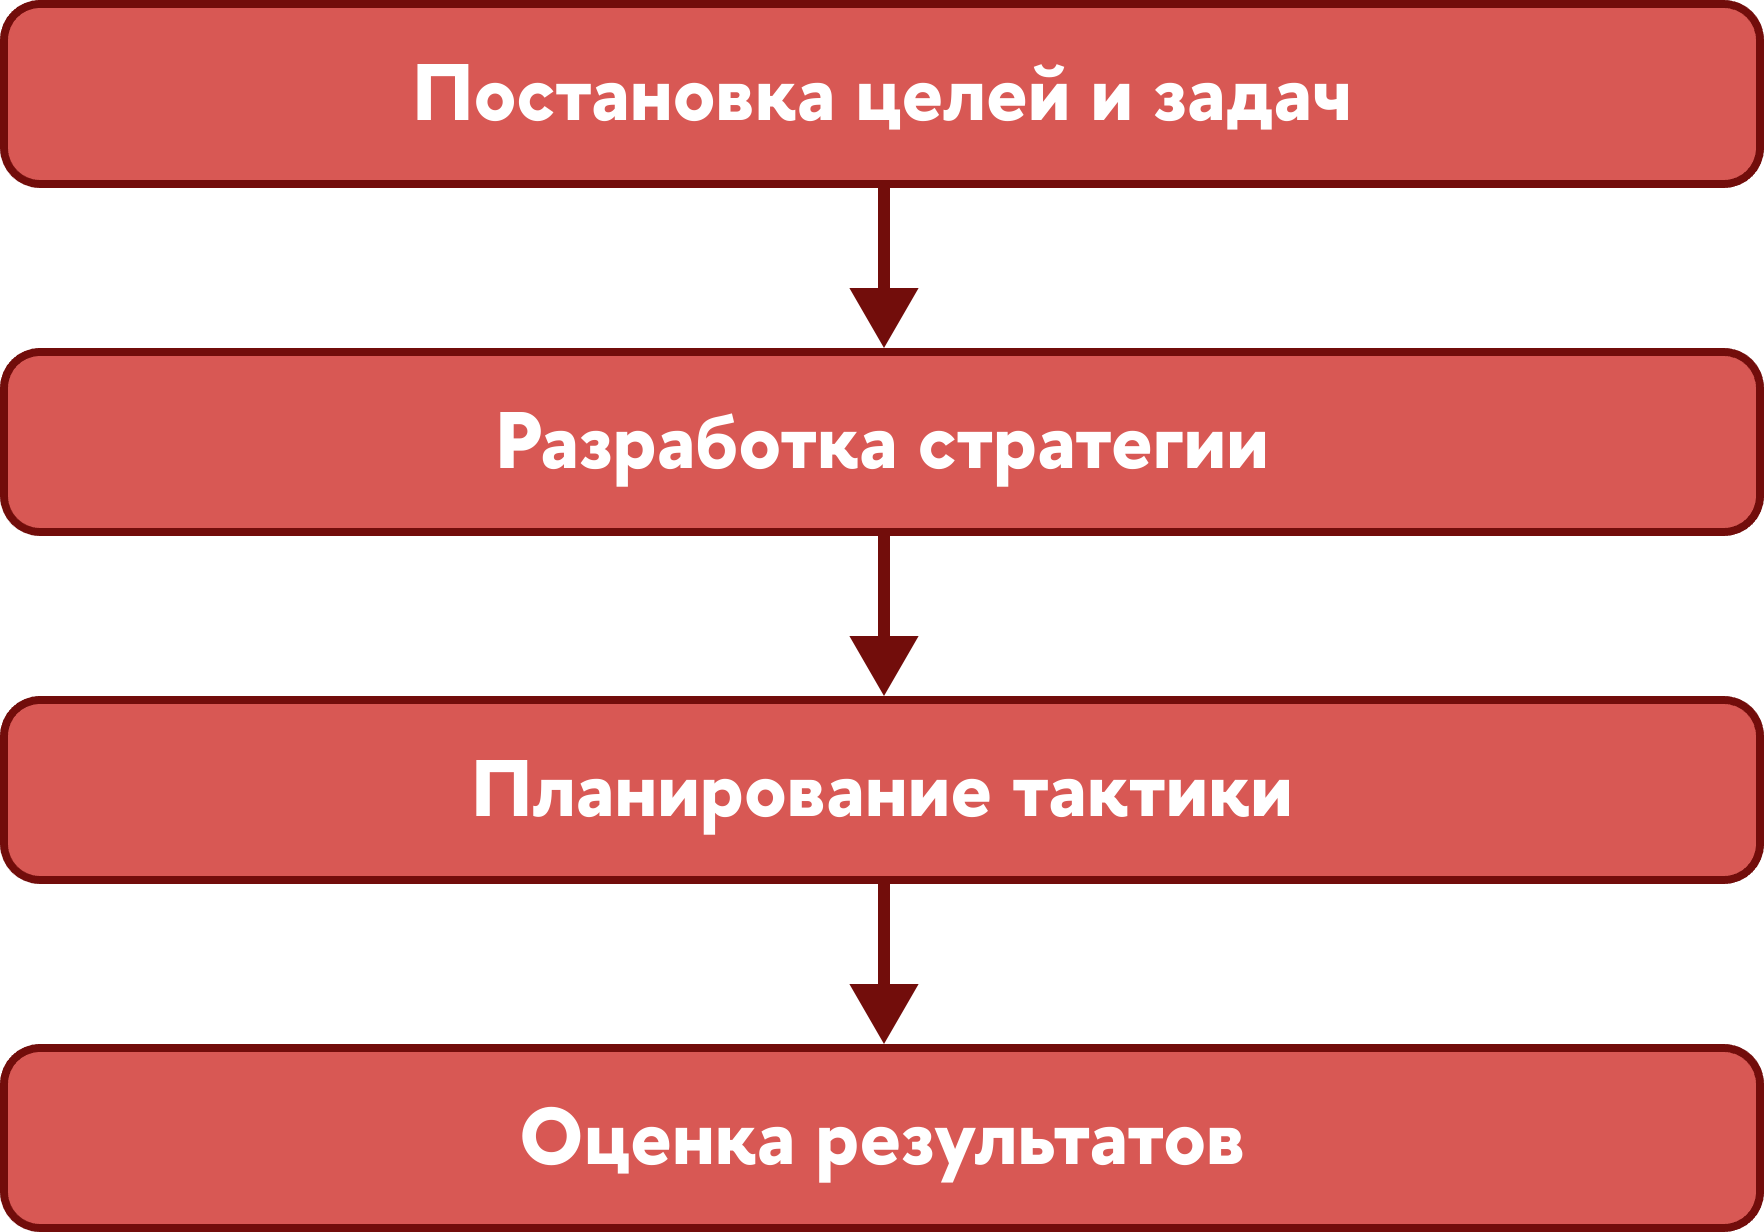 Постановка целей и задач
Разработка стратегии
Планирование тактики
Оценка результатов